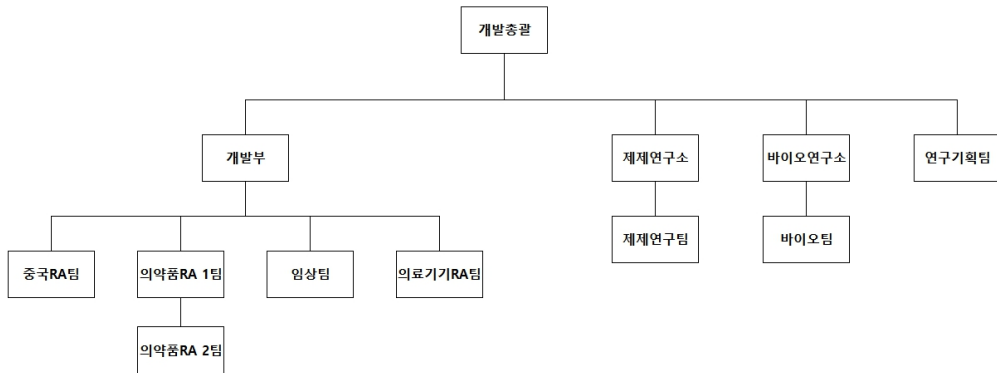 개발총괄
개발부
제제연구소
바이오연구소
연구기획팀
제제연구팀
바이오팀
중국RA팀
의약품RA 1팀
임상팀
의료기기RA팀
의약품RA 2팀